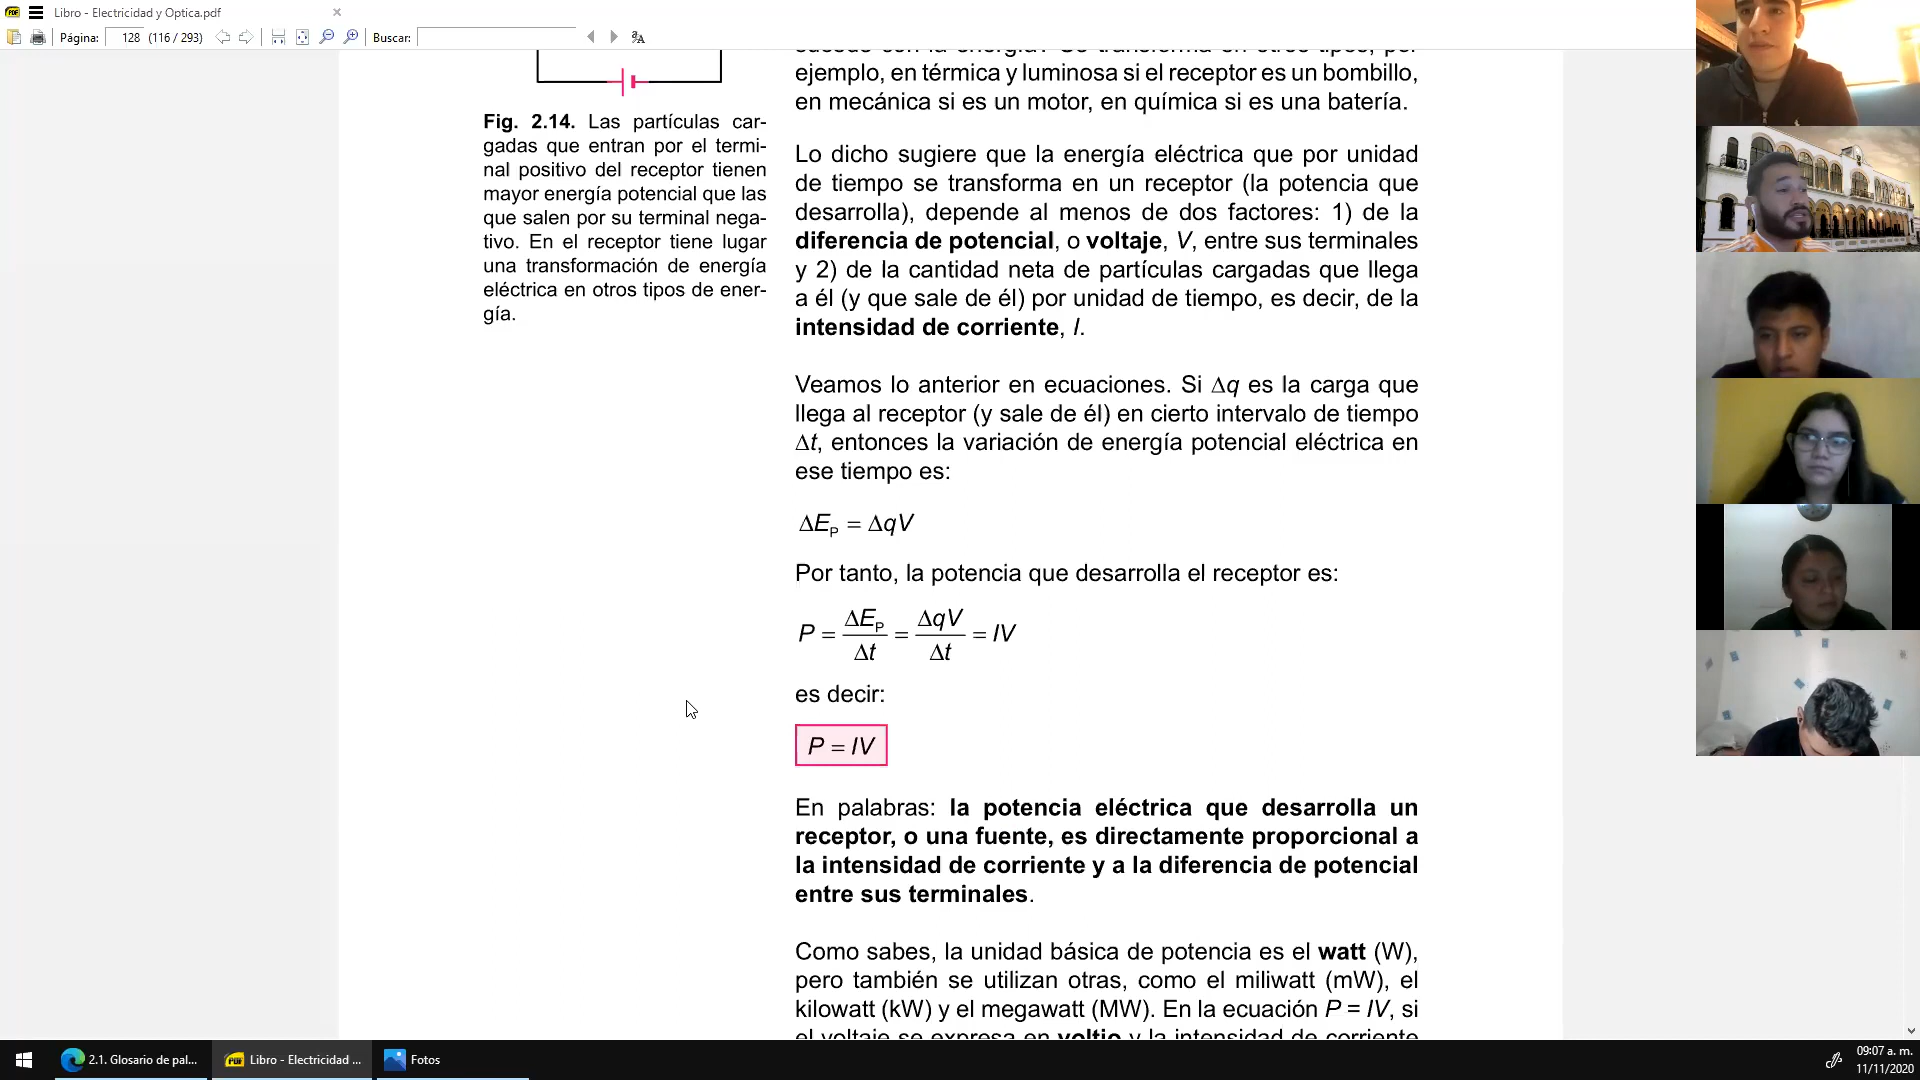 Libro - Electricidad y Optica.pdf
Página: 128 (116 / 293) Buscar:
ejemplo, en térmica y luminosa si el receptor es un bombillo,
en mecánica si es un motor, en química si es una batería.
Fig. 2.14. Las partículas car-
gadas que entran por el termi-
nal positivo del receptor tienen
mayor energía potencial que las
que salen por su terminal nega-
tivo. En el receptor tiene lugar
una transformación de energía
eléctrica en otros tipos de ener-
gía.
Lo dicho sugiere que la energía eléctrica que por unidad
de tiempo se transforma en un receptor (la potencia que
desarrolla), depende al menos de dos factores: 1) de la
diferencia de potencial, o voltaje, V, entre sus terminales
y 2) de la cantidad neta de partículas cargadas que llega
a él (y que sale de él) por unidad de tiempo, es decir, de la
intensidad de corriente, I.
Veamos lo anterior en ecuaciones. Si Δq es la carga que
llega al receptor (y sale de él) en cierto intervalo de tiempo
Δt, entonces la variación de energía potencial eléctrica en
ese tiempo es:
ΔE_P = ΔqV
Por tanto, la potencia que desarrolla el receptor es:
P = ΔE_P/Δt = ΔqV/Δt = IV
es decir:
P = IV
En palabras: la potencia eléctrica que desarrolla un
receptor, o una fuente, es directamente proporcional a
la intensidad de corriente y a la diferencia de potencial
entre sus terminales.
Como sabes, la unidad básica de potencia es el watt (W),
pero también se utilizan otras, como el miliwatt (mW), el
kilowatt (kW) y el megawatt (MW). En la ecuación P = IV, si
el voltaje se expresa en voltio y la intensidad de corriente
2.1. Glosario de pal...
Libro - Electricidad ...
Fotos
09:07 a. m.
11/11/2020